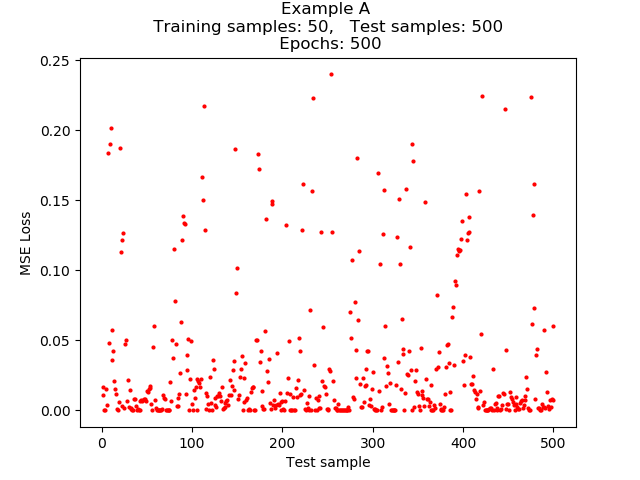 Example A
Training samples: 50,   Test samples: 500
Epochs: 500
0.25
0.20
0.15
0.10
0.05
0.00
MSE Loss
0 100 200 300 400 500
Test sample